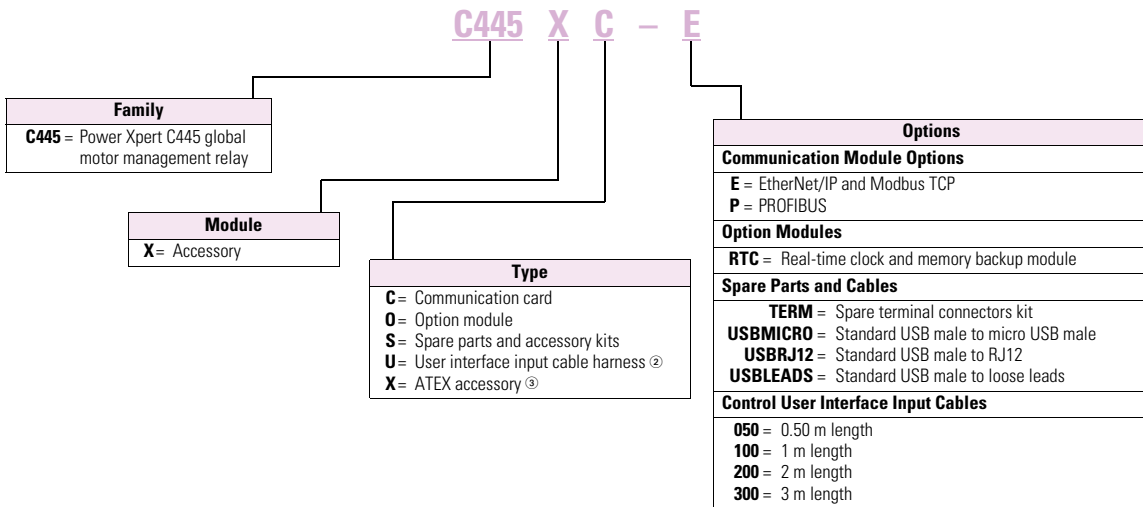 C445 X C – E
Family
C445 = Power Xpert C445 global
motor management relay
Module
X = Accessory
Type
C = Communication card
O = Option module
S = Spare parts and accessory kits
U = User interface input cable harness ②
X = ATEX accessory ③
Options
Communication Module Options
E = EtherNet/IP and Modbus TCP
P = PROFIBUS
Option Modules
RTC = Real-time clock and memory backup module
Spare Parts and Cables
TERM = Spare terminal connectors kit
USBMICRO = Standard USB male to micro USB male
USBRJ12 = Standard USB male to RJ12
USBLEADS = Standard USB male to loose leads
Control User Interface Input Cables
050 = 0.50 m length
100 = 1 m length
200 = 2 m length
300 = 3 m length